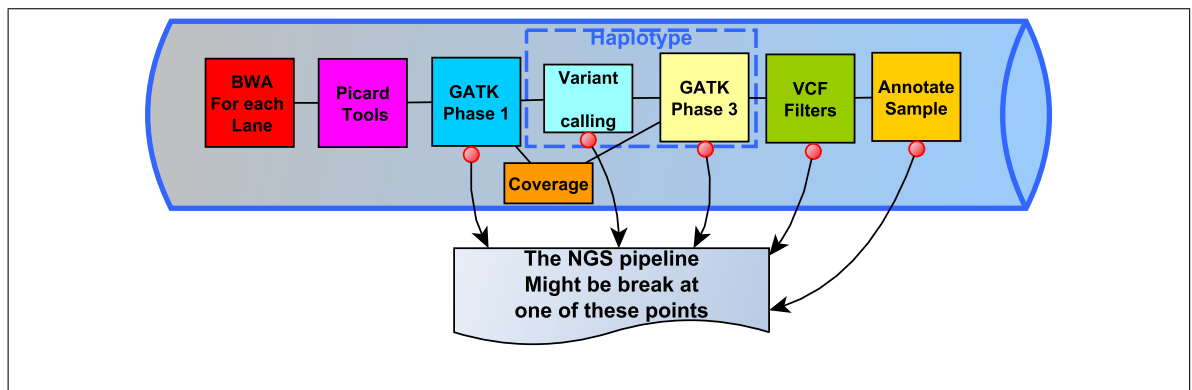 Haplotype
BWA
For each
Lane
Picard
Tools
GATK
Phase 1
Variant
calling
GATK
Phase 3
VCF
Filters
Annotate
Sample
Coverage
The NGS pipeline
Might be break at
one of these points